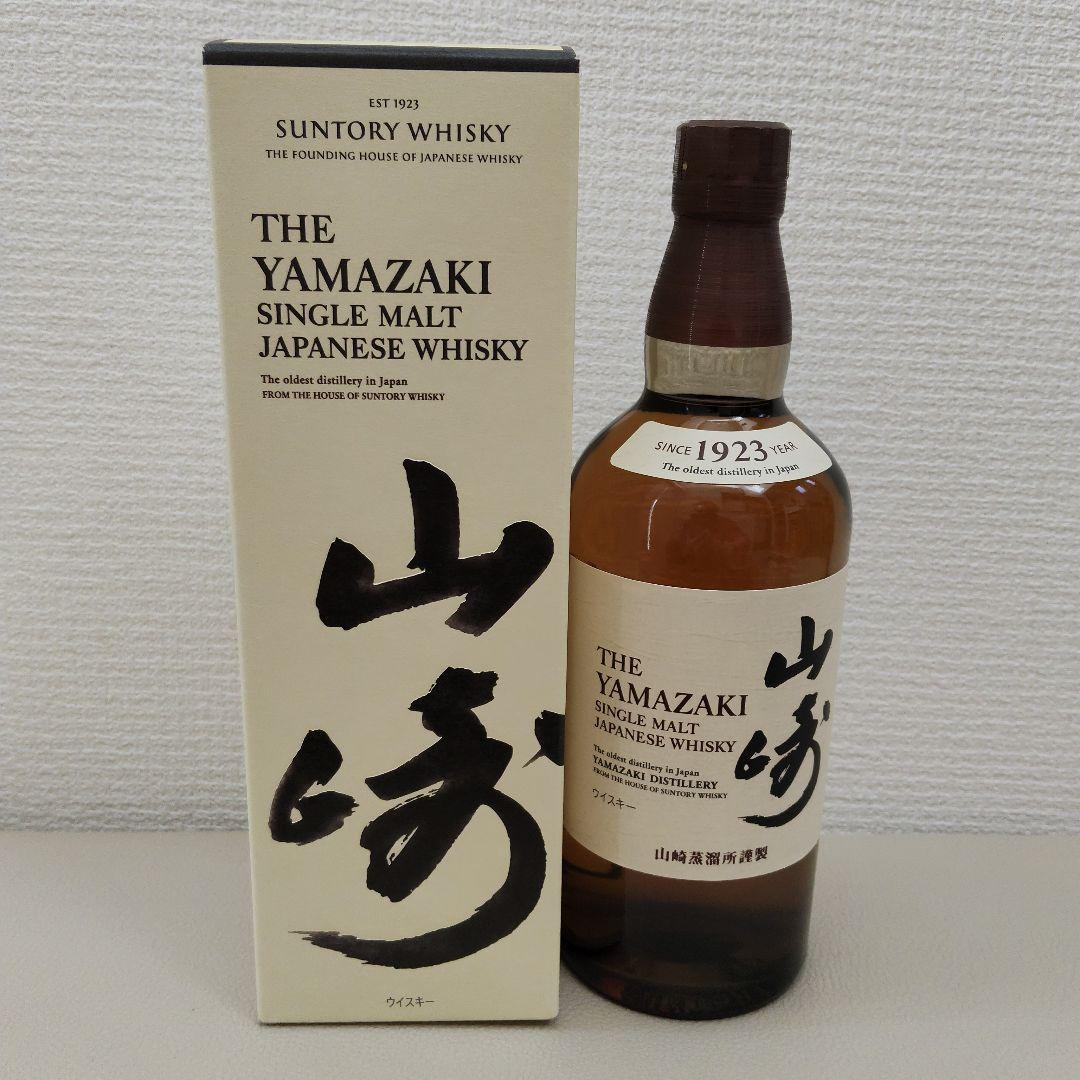 EST 1923
SUNTORY WHISKY
THE FOUNDING HOUSE OF JAPANESE WHISKY
THE
YAMAZAKI
SINGLE MALT
JAPANESE WHISKY
The oldest distillery in Japan
FROM THE HOUSE OF SUNTORY WHISKY
山崎
ウイスキー
SINCE 1923 YEAR
The oldest distillery in Japan
THE
YAMAZAKI
SINGLE MALT
JAPANESE WHISKY
The oldest distillery in Japan
YAMAZAKI DISTILLERY
FROM THE HOUSE OF SUNTORY WHISKY
ウイスキー
山崎
山崎蒸溜所謹製